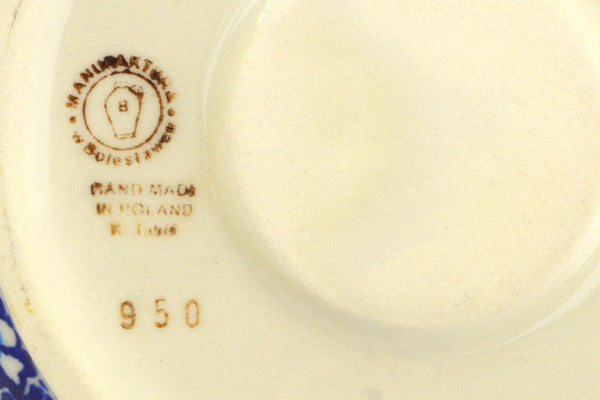 MANUFAKTURA
B
w Bolesławcu
HAND MADE
IN POLAND
950